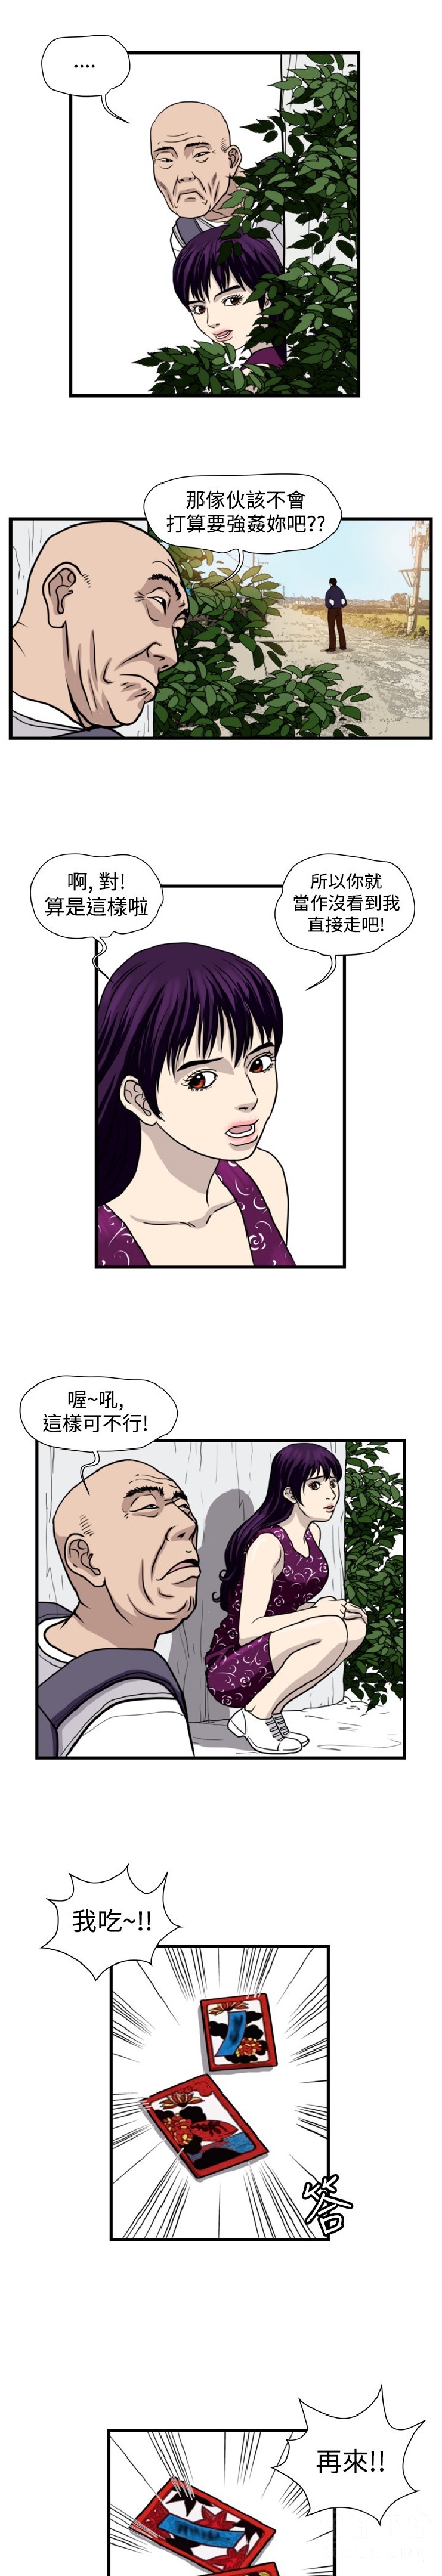 ....
那傢伙該不會
打算要強姦妳吧??
啊, 對!
算是這樣啦
所以你就
當作沒看到我
直接走吧!
喔~吼,
這樣可不行!
我吃~!!
答
再來!!